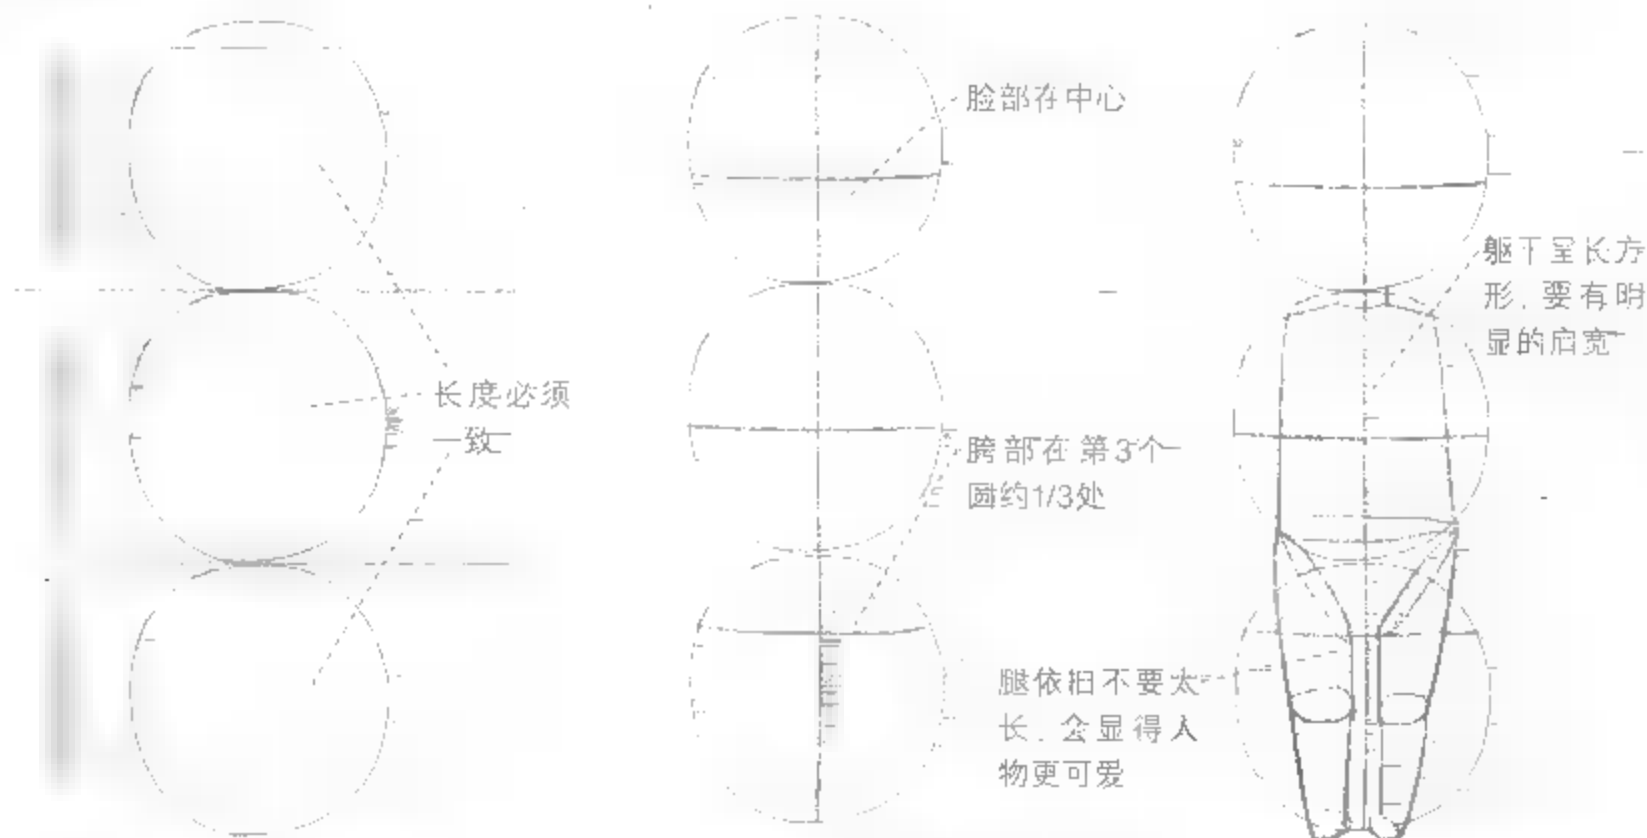 脸部在中心
长度必须
一致
胯部在第3个
圆约1/3处
躯干呈长方
形，要有明
显的肩宽
腿依旧不要太
长，会显得人
物更可爱